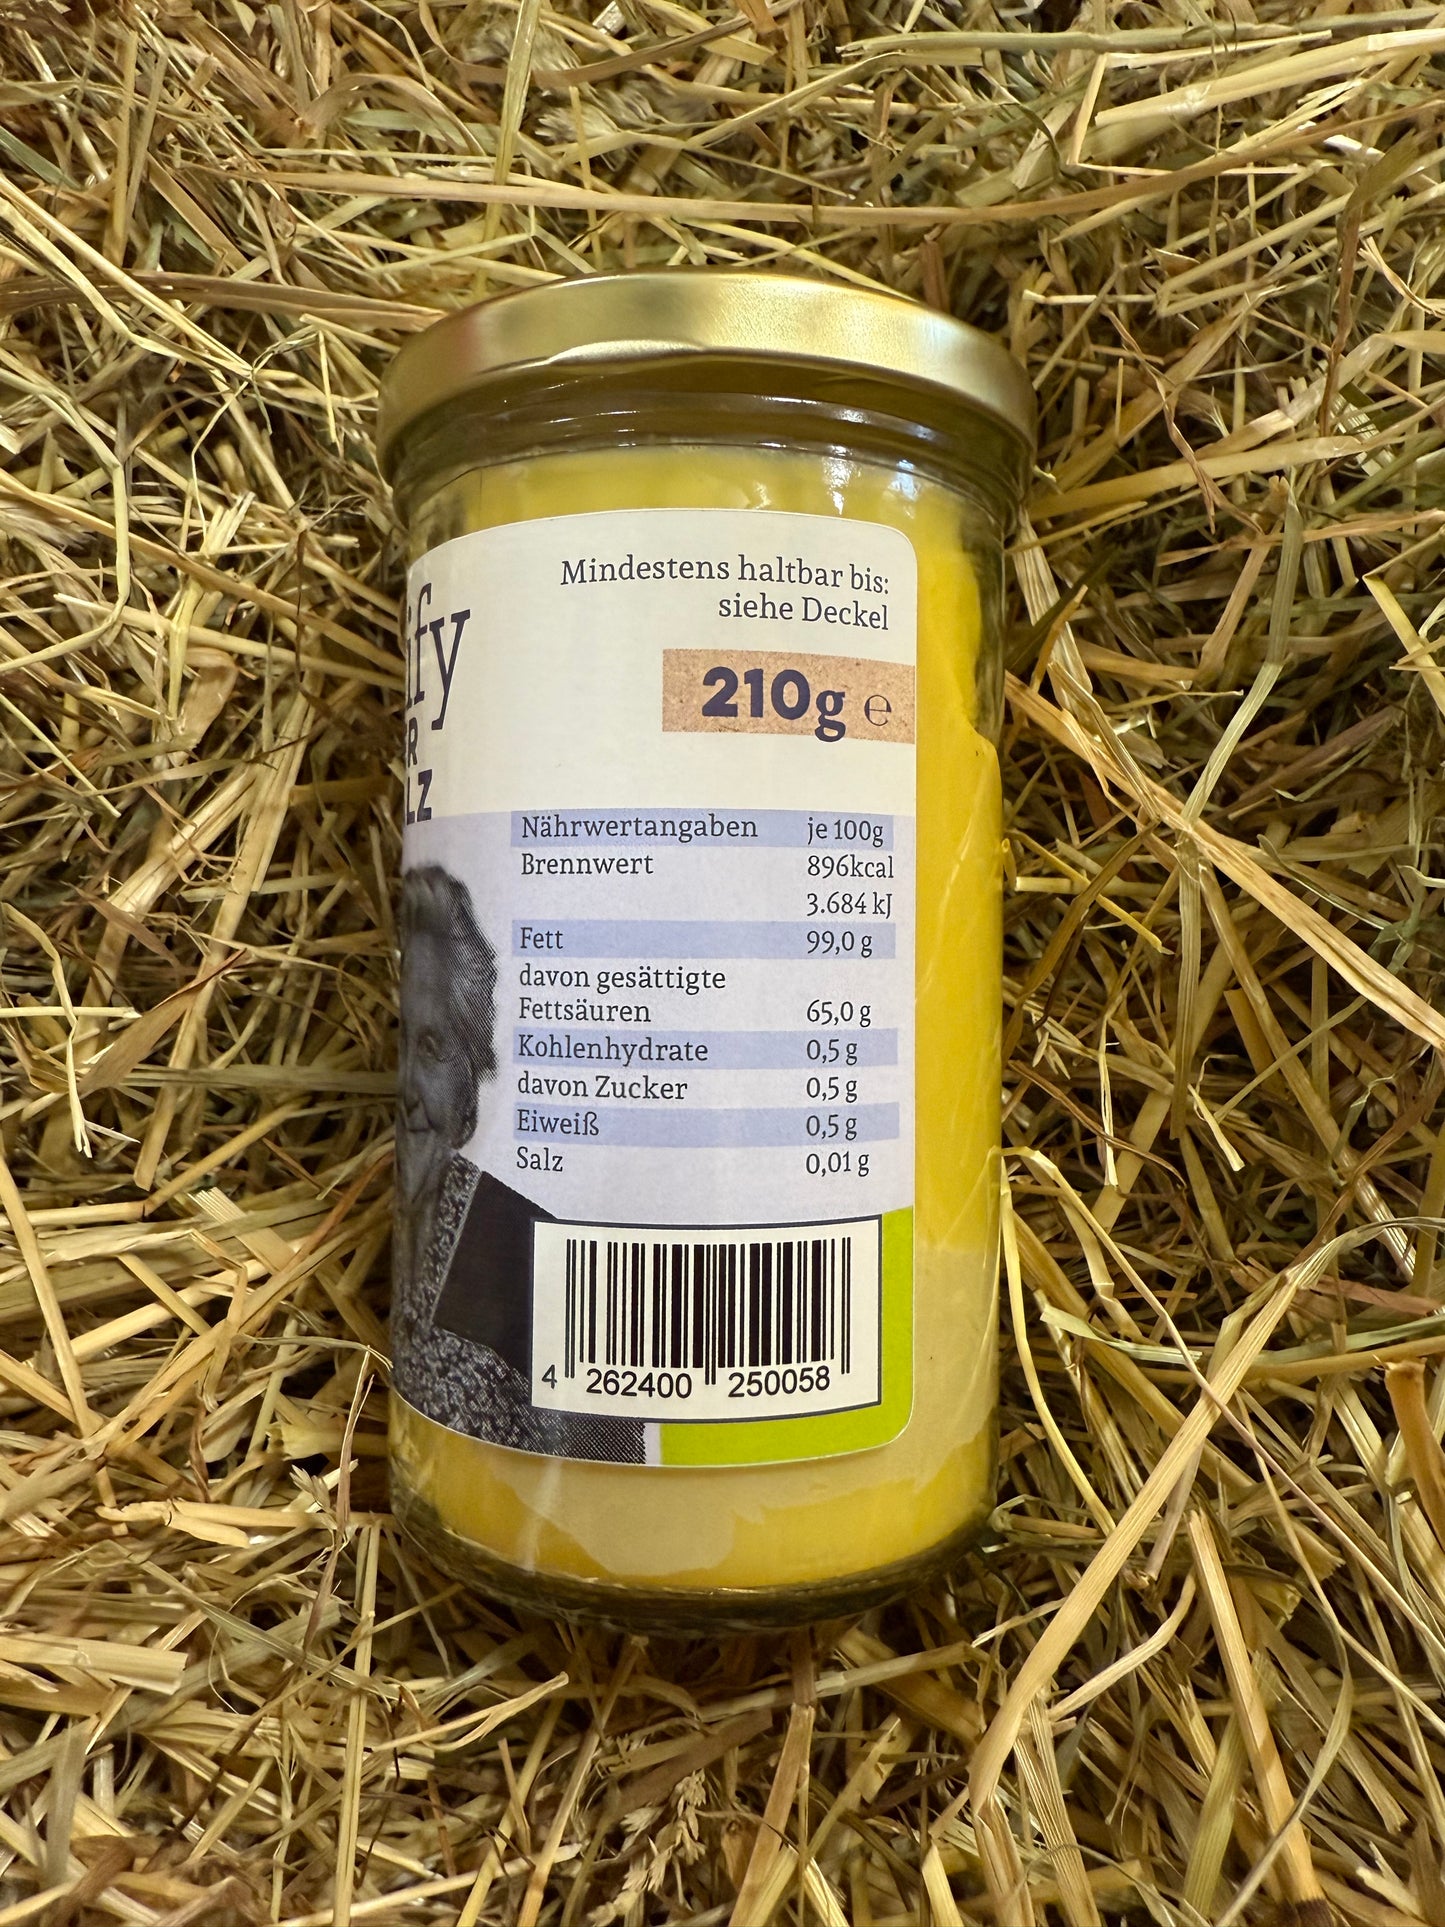 Mindestens haltbar bis:
siehe Deckel
210g ℮
Nährwertangaben je 100g
Brennwert 896kcal
3.684 kJ
Fett 99,0 g
davon gesättigte
Fettsäuren 65,0 g
Kohlenhydrate 0,5 g
davon Zucker 0,5 g
Eiweiß 0,5 g
Salz 0,01 g
4 262400 250058